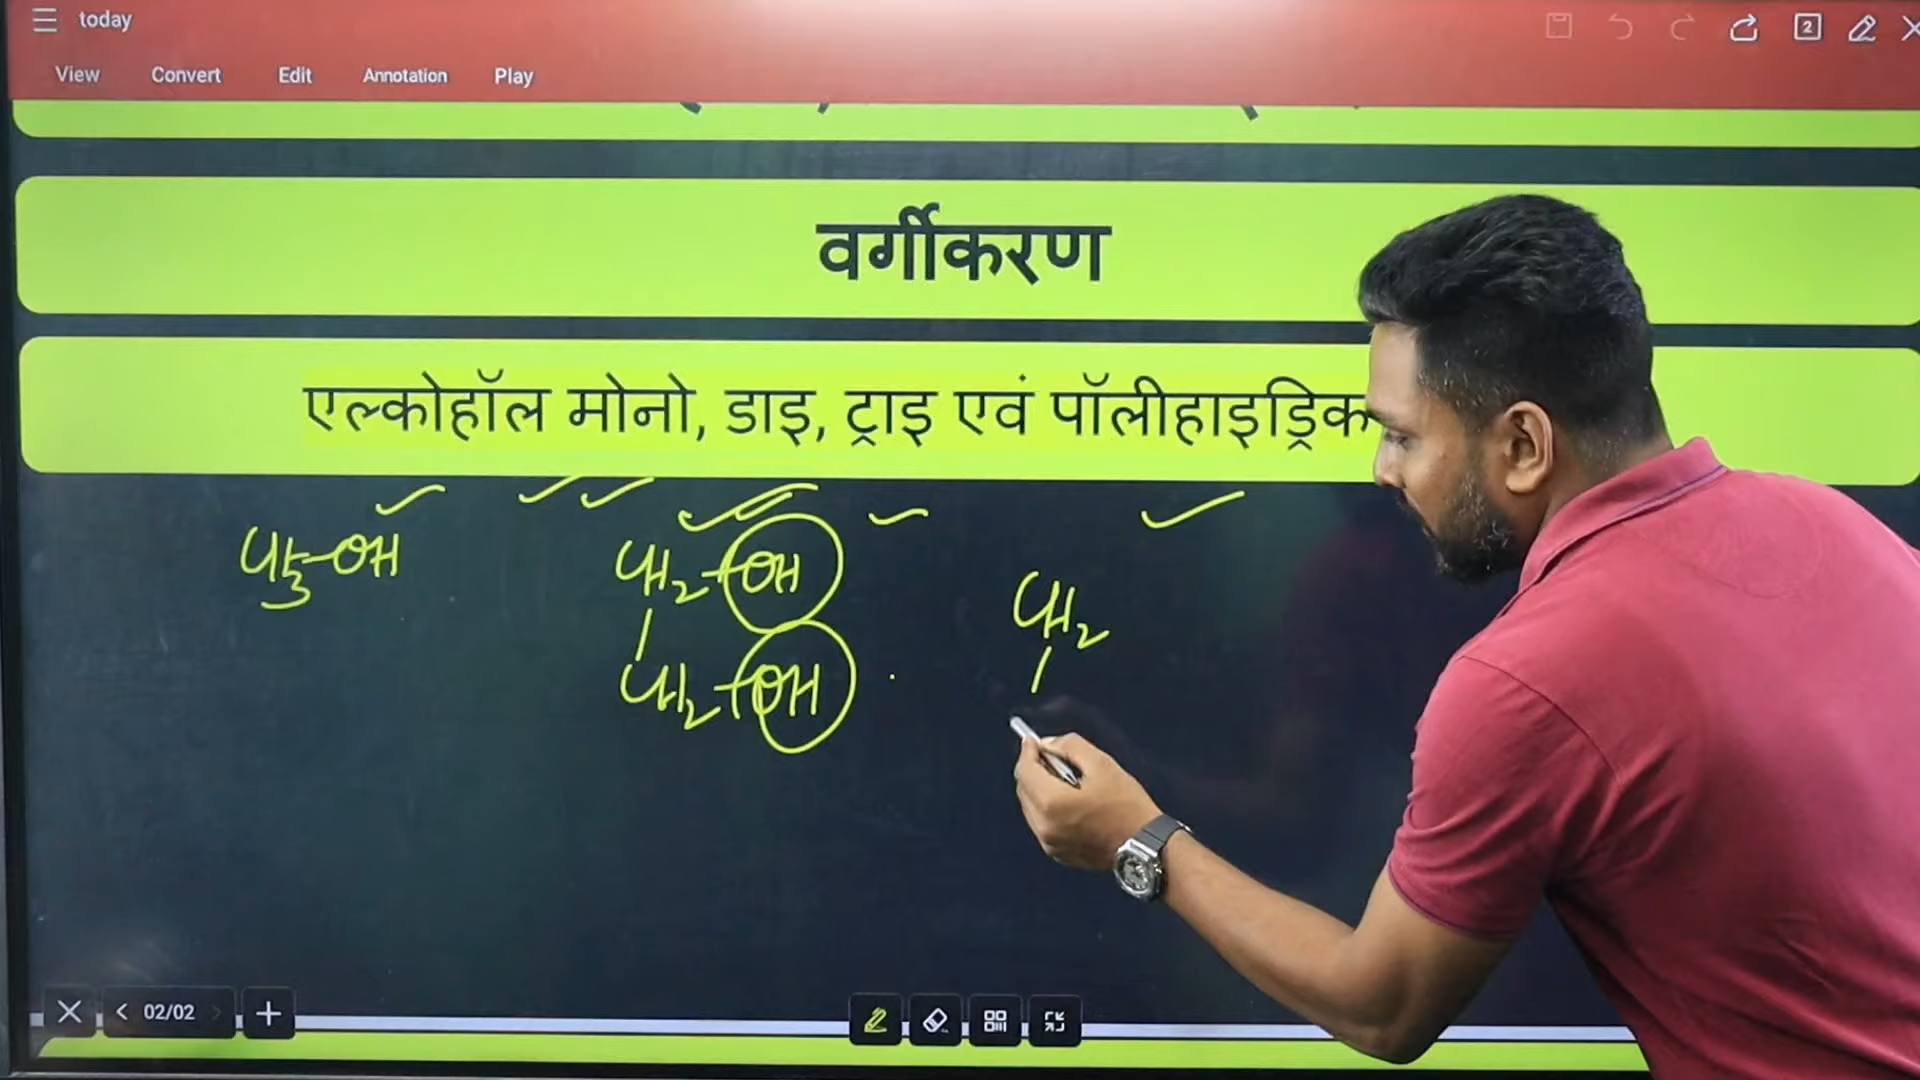 today
View Convert Edit Annotation Play
2
वर्गीकरण
एल्कोहॉल मोनो, डाइ, ट्राइ एवं पॉलीहाइड्रिक
CH3-OH
CH2-OH
CH2-OH
CH2
02/02